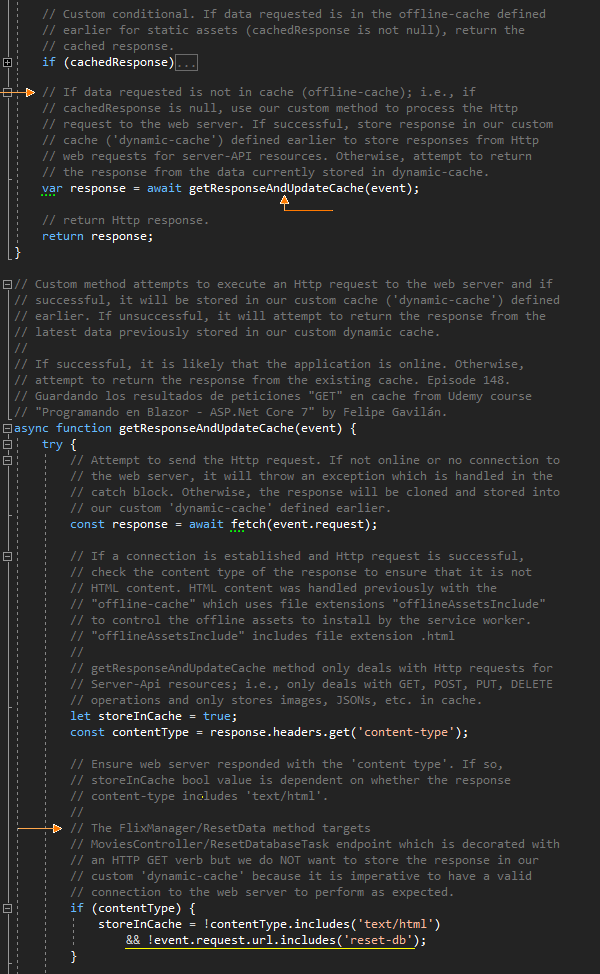 // Custom conditional. If data requested is in the offline-cache defined
// earlier for static assets (cachedResponse is not null), return the
// cached response.
if (cachedResponse)...
// If data requested is not in cache (offline-cache); i.e., if
// cachedResponse is null, use our custom method to process the Http
// request to the web server. If successful, store response in our custom
// cache ('dynamic-cache') defined earlier to store responses from Http
// web requests for server-API resources. Otherwise, attempt to return
// the response from the data currently stored in dynamic-cache.
var response = await getResponseAndUpdateCache(event);
// return Http response.
return response;
}
// Custom method attempts to execute an Http request to the web server and if
// successful, it will be stored in our custom cache ('dynamic-cache') defined
// earlier. If unsuccessful, it will attempt to return the response from the
// latest data previously stored in our custom dynamic cache.
//
// If successful, it is likely that the application is online. Otherwise,
// attempt to return the response from the existing cache. Episode 148.
// Guardando los resultados de peticiones "GET" en cache from Udemy course
// "Programando en Blazor - ASP.Net Core 7" by Felipe Gavilán.
async function getResponseAndUpdateCache(event) {
try {
// Attempt to send the Http request. If not online or no connection to
// the web server, it will throw an exception which is handled in the
// catch block. Otherwise, the response will be cloned and stored into
// our custom 'dynamic-cache' defined earlier.
const response = await fetch(event.request);
// If a connection is established and Http request is successful,
// check the content type of the response to ensure that it is not
// HTML content. HTML content was handled previously with the
// "offline-cache" which uses file extensions "offlineAssetsInclude"
// to control the offline assets to install by the service worker.
// "offlineAssetsInclude" includes file extension .html
//
// getResponseAndUpdateCache method only deals with Http requests for
// Server-Api resources; i.e., only deals with GET, POST, PUT, DELETE
// operations and only stores images, JSONs, etc. in cache.
let storeInCache = true;
const contentType = response.headers.get('content-type');
// Ensure web server responded with the 'content type'. If so,
// storeInCache bool value is dependent on whether the response
// content-type includes 'text/html'.
//
// The FlixManager/ResetData method targets
// MoviesController/ResetDatabaseTask endpoint which is decorated with
// an HTTP GET verb but we do NOT want to store the response in our
// custom 'dynamic-cache' because it is imperative to have a valid
// connection to the web server to perform as expected.
if (contentType) {
storeInCache = !contentType.includes('text/html')
&& !event.request.url.includes('reset-db');
}